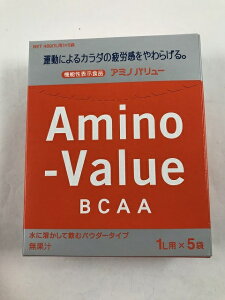 運動によるカラダの疲労感をやわらげる。
機能性表示食品
アミノバリュー
Amino
-Value
BCAA
水に溶かして飲むパウダータイプ
無果汁
1L用×5袋